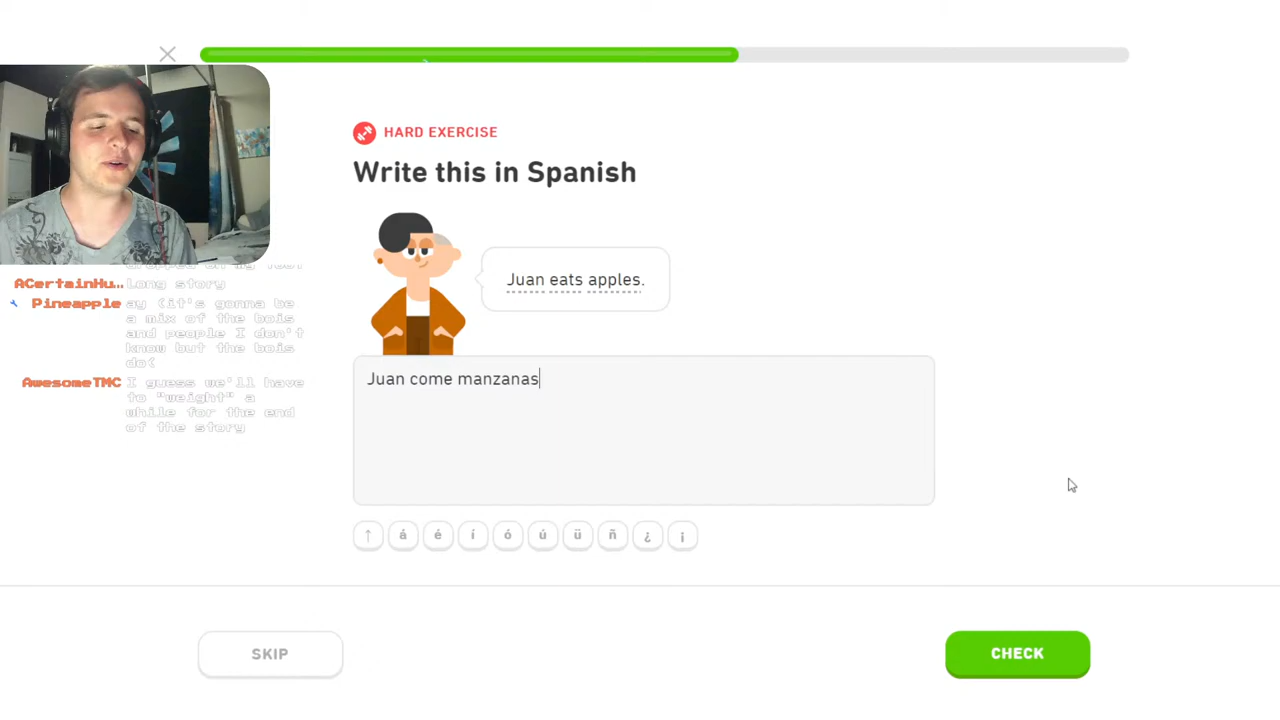 HARD EXERCISE
Write this in Spanish
Juan eats apples.
Juan come manzanas
ACertainHu...
Long story
Pineapple
ay (it's gonna be
a mix of the bois
and people I don't
know but the bois
do(
AwesomeTMC
I guess we'll have
to "weight" a
while for the end
of the story
↑ á é í ó ú ü ñ ¿ ¡
SKIP
CHECK